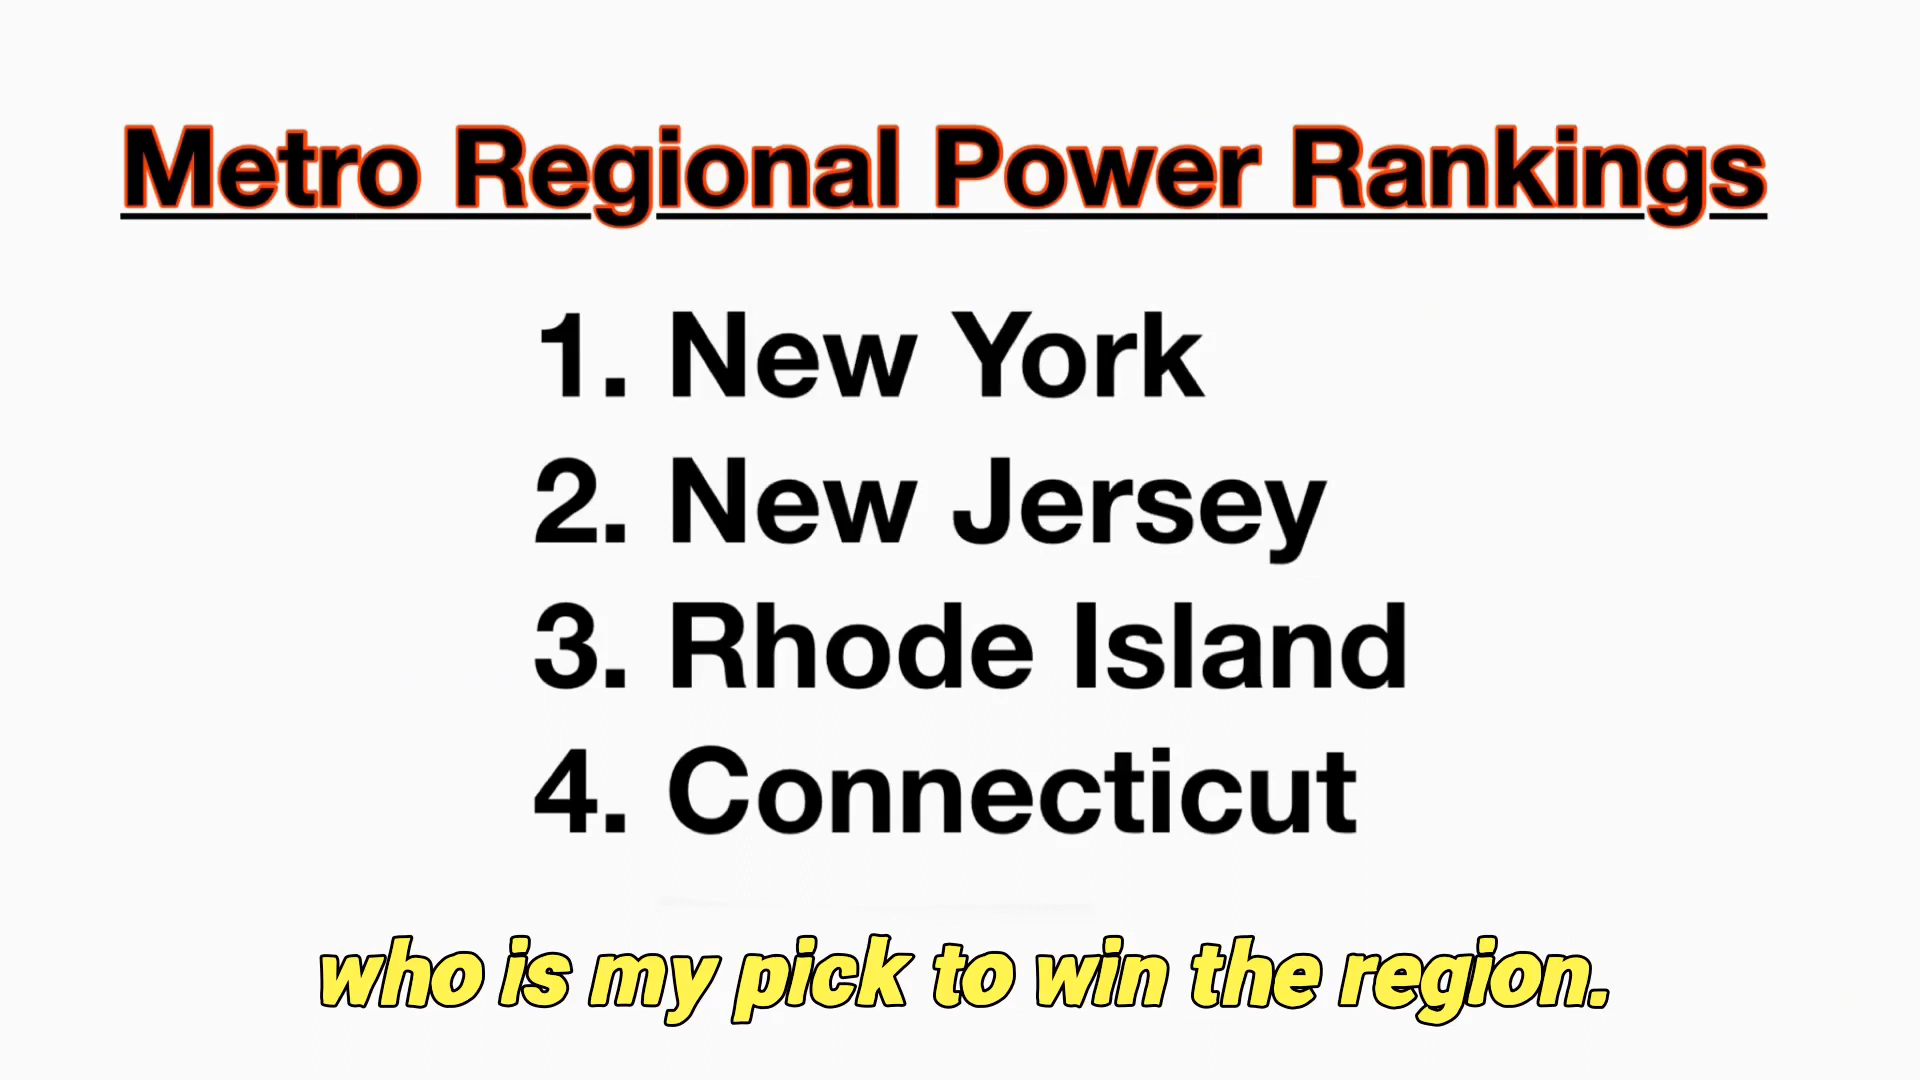 Metro Regional Power Rankings
1. New York
2. New Jersey
3. Rhode Island
4. Connecticut
who is my pick to win the region.